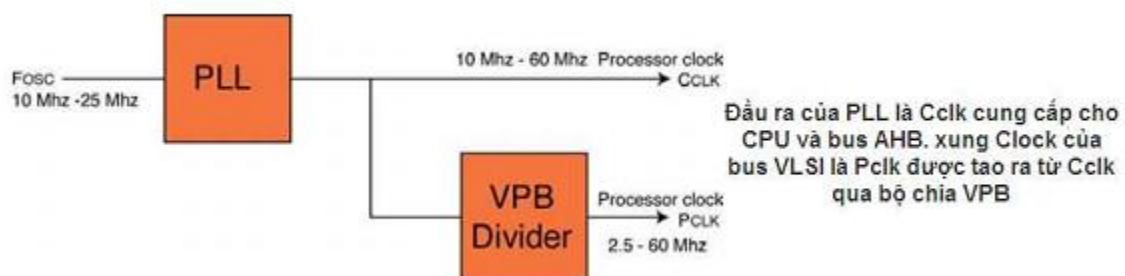 PLL
10 Mhz - 60 Mhz Processor clock
FOSC
CCLK
10 Mhz -25 Mhz
Đầu ra của PLL là Cclk cung cấp cho
CPU và bus AHB. xung Clock của
bus VLSI là Pclk được tao ra từ Cclk
qua bộ chia VPB
VPB
Divider
Processor clock
PCLK
2.5 - 60 Mhz